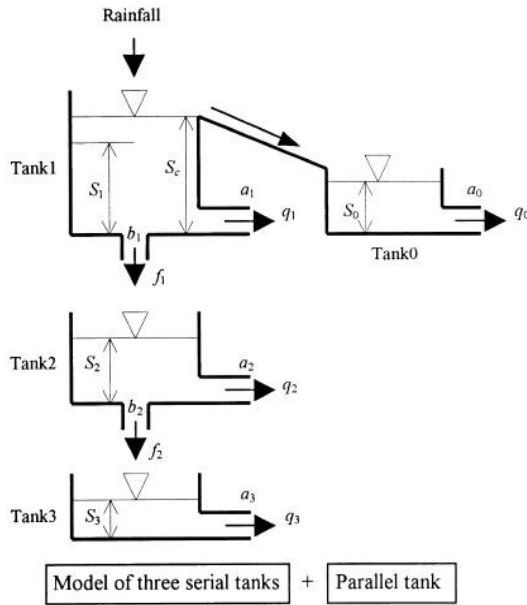 Rainfall
Tank1
S1
Sc
a1
q1
b1
f1
S0
a0
q0
Tank0
Tank2
S2
a2
q2
b2
f2
Tank3
S3
a3
q3
Model of three serial tanks + Parallel tank